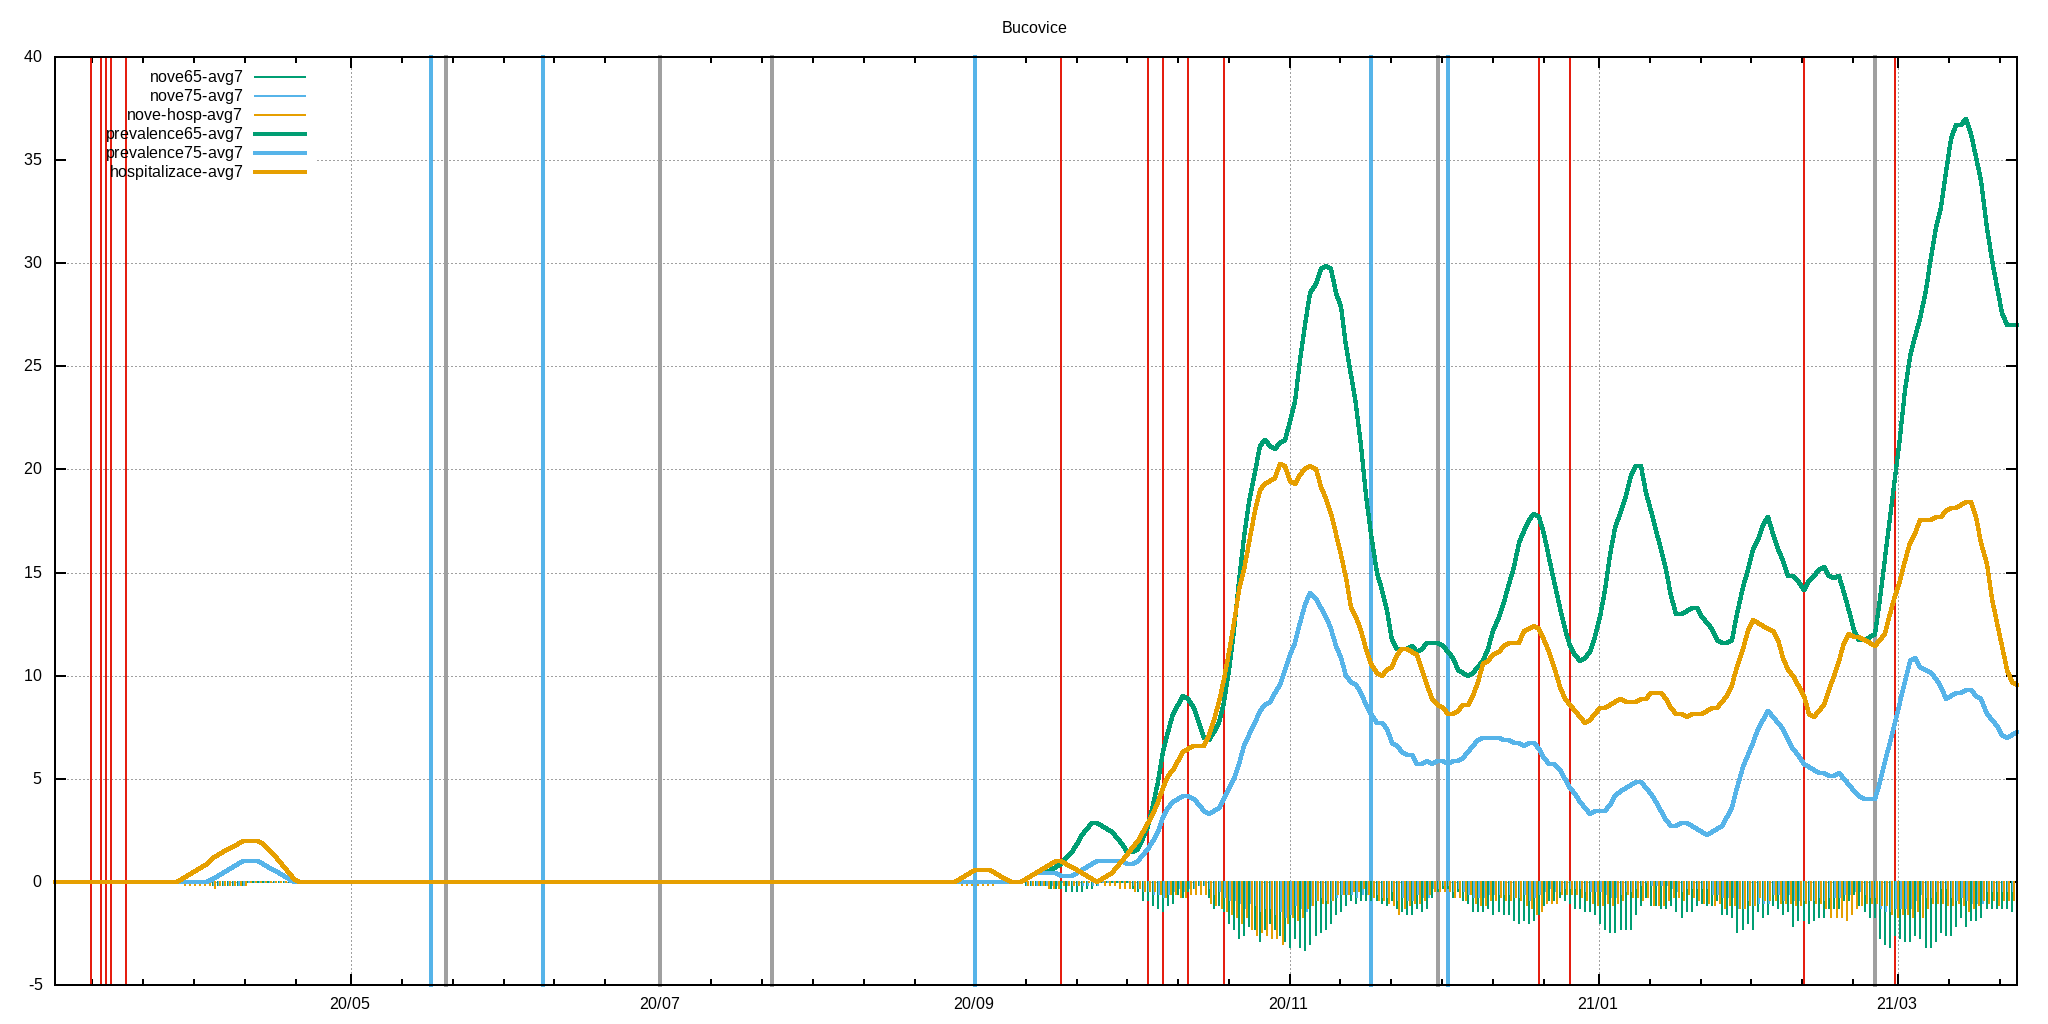 Bucovice
40
35
30
25
20
15
10
5
0
-5
nove65-avg7
nove75-avg7
nove-hosp-avg7
prevalence65-avg7
prevalence75-avg7
hospitalizace-avg7
20/05 20/07 20/09 20/11 21/01 21/03